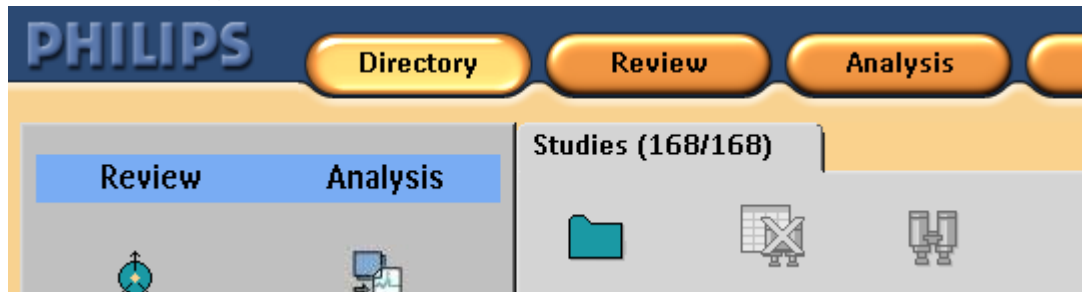 PHILIPS
Directory Review Analysis
Studies (168/168)
Review Analysis